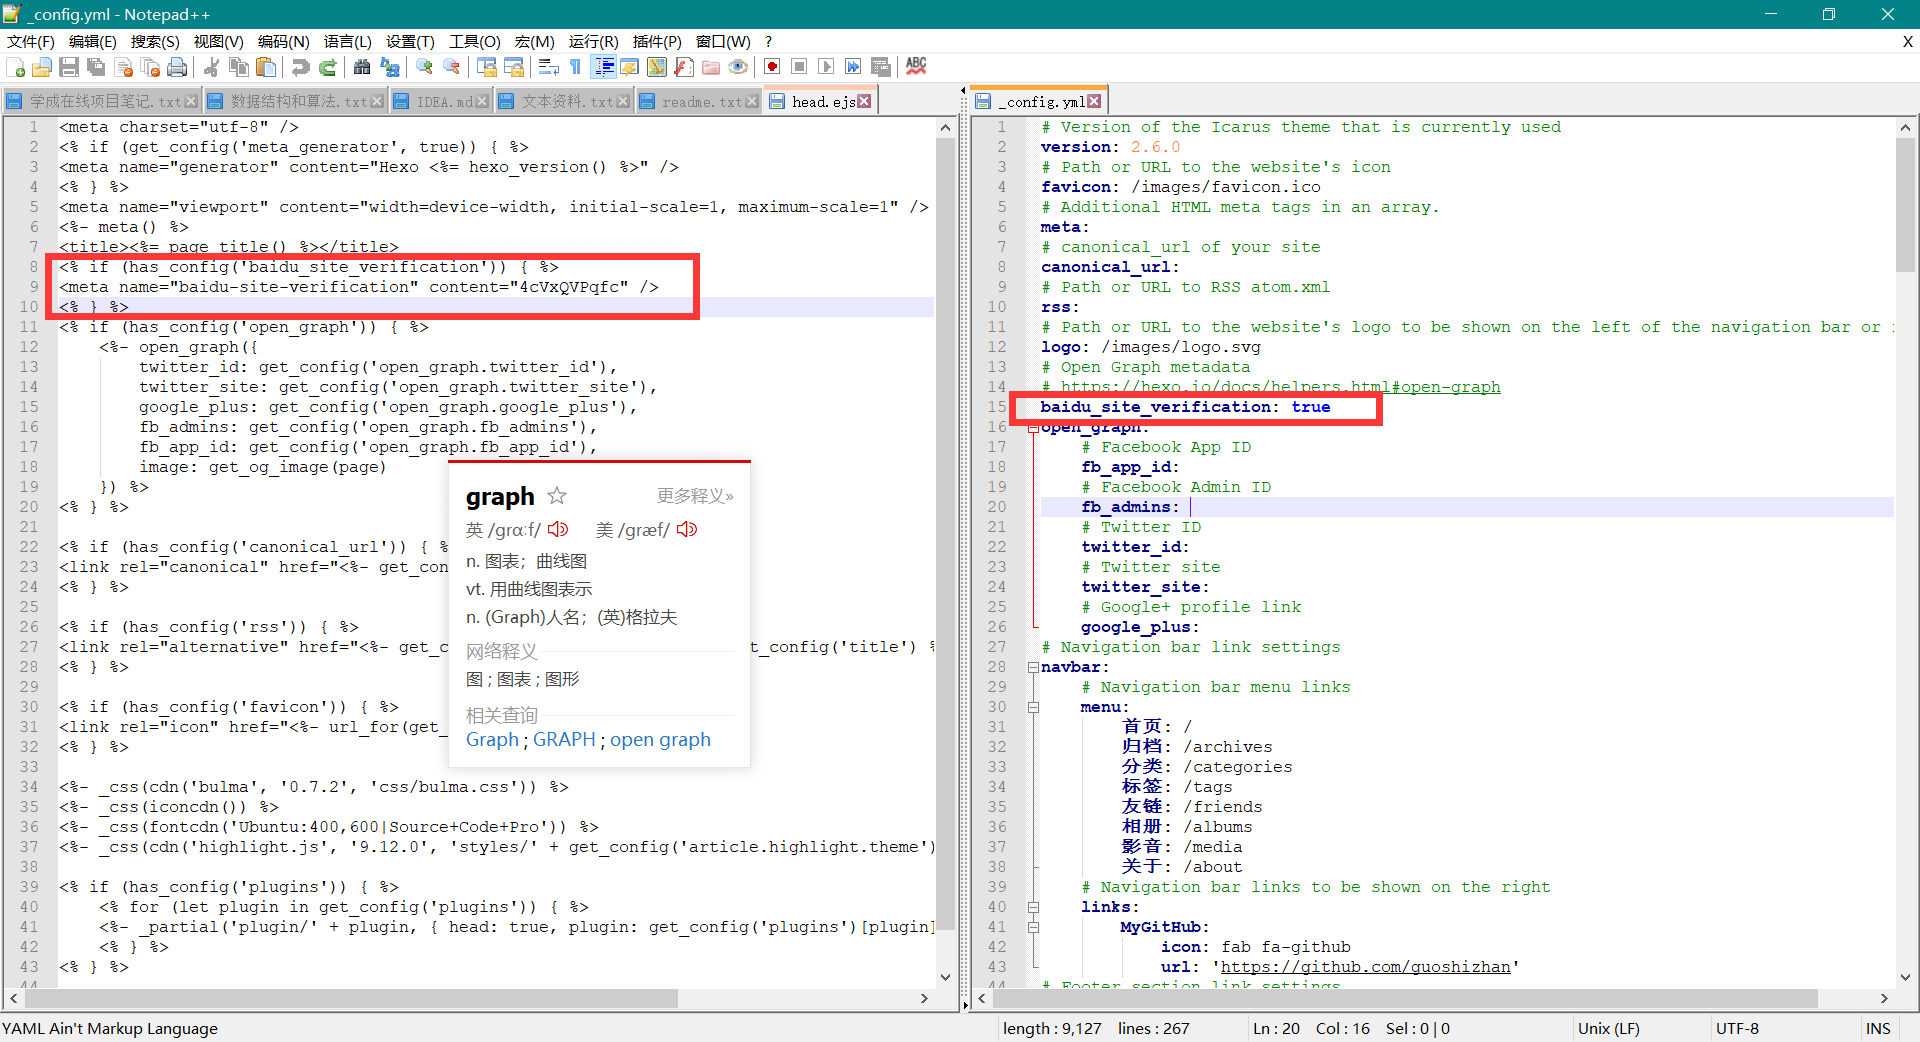 _config.yml - Notepad++
文件(F) 编辑(E) 搜索(S) 视图(V) 编码(N) 语言(L) 设置(T) 工具(O) 宏(M) 运行(R) 插件(P) 窗口(W) ? X
学成在线项目笔记.txt 数据结构和算法.txt IDEA.md 文本资料.txt readme.txt head.ejs
1 <meta charset="utf-8" />
2 <% if (get_config('meta_generator', true)) { %>
3 <meta name="generator" content="Hexo <%= hexo_version() %>" />
4 <% } %>
5 <meta name="viewport" content="width=device-width, initial-scale=1, maximum-scale=1" />
6 <%- meta() %>
7 <title><%= page_title() %></title>
8 <% if (has_config('baidu_site_verification')) { %>
9 <meta name="baidu-site-verification" content="4cVxQVPqfc" />
10 <% } %>
11 <% if (has_config('open_graph')) { %>
12 <%- open_graph({
13 twitter_id: get_config('open_graph.twitter_id'),
14 twitter_site: get_config('open_graph.twitter_site'),
15 google_plus: get_config('open_graph.google_plus'),
16 fb_admins: get_config('open_graph.fb_admins'),
17 fb_app_id: get_config('open_graph.fb_app_id'),
18 image: get_og_image(page)
19 }) %>
20 <% } %>
21
22 <% if (has_config('canonical_url')) { %
23 <link rel="canonical" href="<%- get_con
24 <% } %>
25
26 <% if (has_config('rss')) { %>
27 <link rel="alternative" href="<%- get_c t_config('title') %
28 <% } %>
29
30 <% if (has_config('favicon')) { %>
31 <link rel="icon" href="<%- url_for(get_
32 <% } %>
33
34 <%- _css(cdn('bulma', '0.7.2', 'css/bulma.css')) %>
35 <%- _css(iconcdn()) %>
36 <%- _css(fontcdn('Ubuntu:400,600|Source+Code+Pro')) %>
37 <%- _css(cdn('highlight.js', '9.12.0', 'styles/' + get_config('article.highlight.theme')
38
39 <% if (has_config('plugins')) { %>
40 <% for (let plugin in get_config('plugins')) { %>
41 <%- _partial('plugin/' + plugin, { head: true, plugin: get_config('plugins')[plugin]
42 <% } %>
43 <% } %>
44
graph 更多释义»
英 /grɑːf/ 美 /græf/
n. 图表；曲线图
vt. 用曲线图表示
n. (Graph)人名；(英)格拉夫
网络释义
图 ; 图表 ; 图形
相关查询
Graph ; GRAPH ; open graph
_config.yml
1 # Version of the Icarus theme that is currently used
2 version: 2.6.0
3 # Path or URL to the website's icon
4 favicon: /images/favicon.ico
5 # Additional HTML meta tags in an array.
6 meta:
7 # canonical_url of your site
8 canonical_url:
9 # Path or URL to RSS atom.xml
10 rss:
11 # Path or URL to the website's logo to be shown on the left of the navigation bar or
12 logo: /images/logo.svg
13 # Open Graph metadata
14 # https://hexo.io/docs/helpers.html#open-graph
15 baidu_site_verification: true
16 open_graph:
17 # Facebook App ID
18 fb_app_id:
19 # Facebook Admin ID
20 fb_admins:
21 # Twitter ID
22 twitter_id:
23 # Twitter site
24 twitter_site:
25 # Google+ profile link
26 google_plus:
27 # Navigation bar link settings
28 navbar:
29 # Navigation bar menu links
30 menu:
31 首页: /
32 归档: /archives
33 分类: /categories
34 标签: /tags
35 友链: /friends
36 相册: /albums
37 影音: /media
38 关于: /about
39 # Navigation bar links to be shown on the right
40 links:
41 MyGitHub:
42 icon: fab fa-github
43 url: 'https://github.com/guoshizhan'
44 # Footer section link settings
YAML Ain't Markup Language length : 9,127 lines : 267 Ln : 20 Col : 16 Sel : 0 | 0 Unix (LF) UTF-8 INS